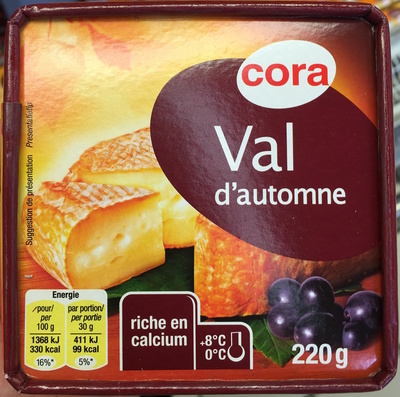 cora
Val
d'automne
Suggestion de présentation
Energie
pour/
per
100 g
1368 kJ
330 kcal
16%*
par portion/
per portie
30 g
411 kJ
99 kcal
5%*
riche en
calcium
+8°C
0°C
220g